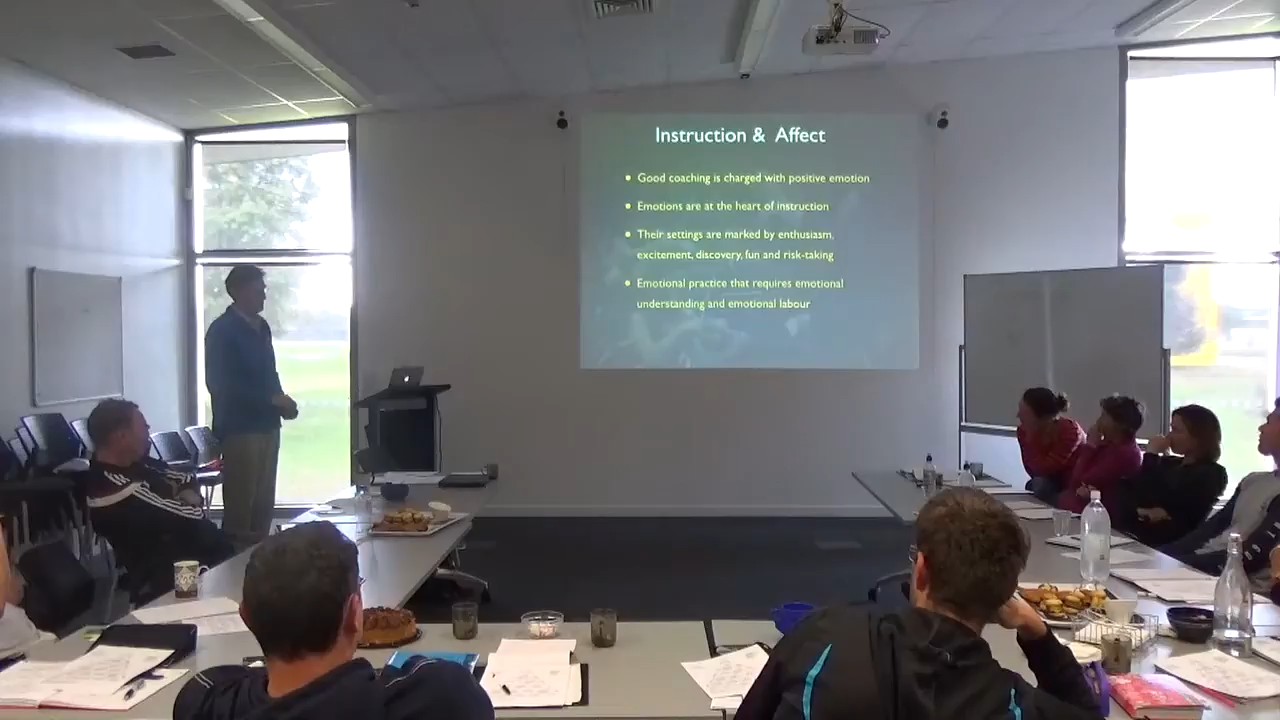 Instruction & Affect
• Good coaching is charged with positive emotion
• Emotions are at the heart of instruction
• Their settings are marked by enthusiasm,
excitement, discovery, fun and risk-taking
• Emotional practice that requires emotional
understanding and emotional labour